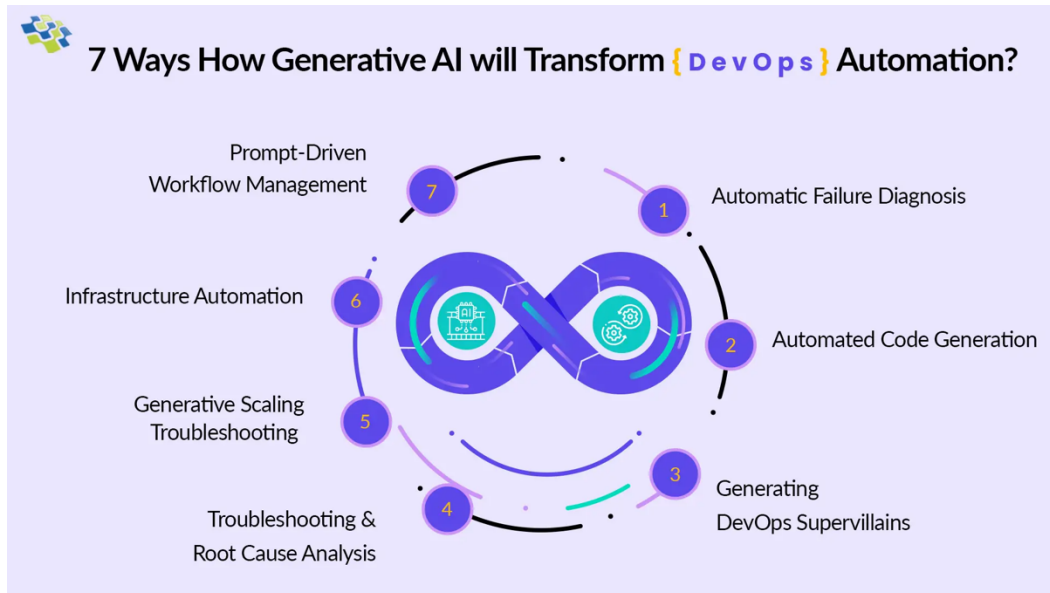 7 Ways How Generative AI will Transform { DevOps } Automation?
1
Automatic Failure Diagnosis
2
Automated Code Generation
3
Generating
DevOps Supervillains
4
Troubleshooting &
Root Cause Analysis
5
Generative Scaling
Troubleshooting
6
Infrastructure Automation
7
Prompt-Driven
Workflow Management
AI